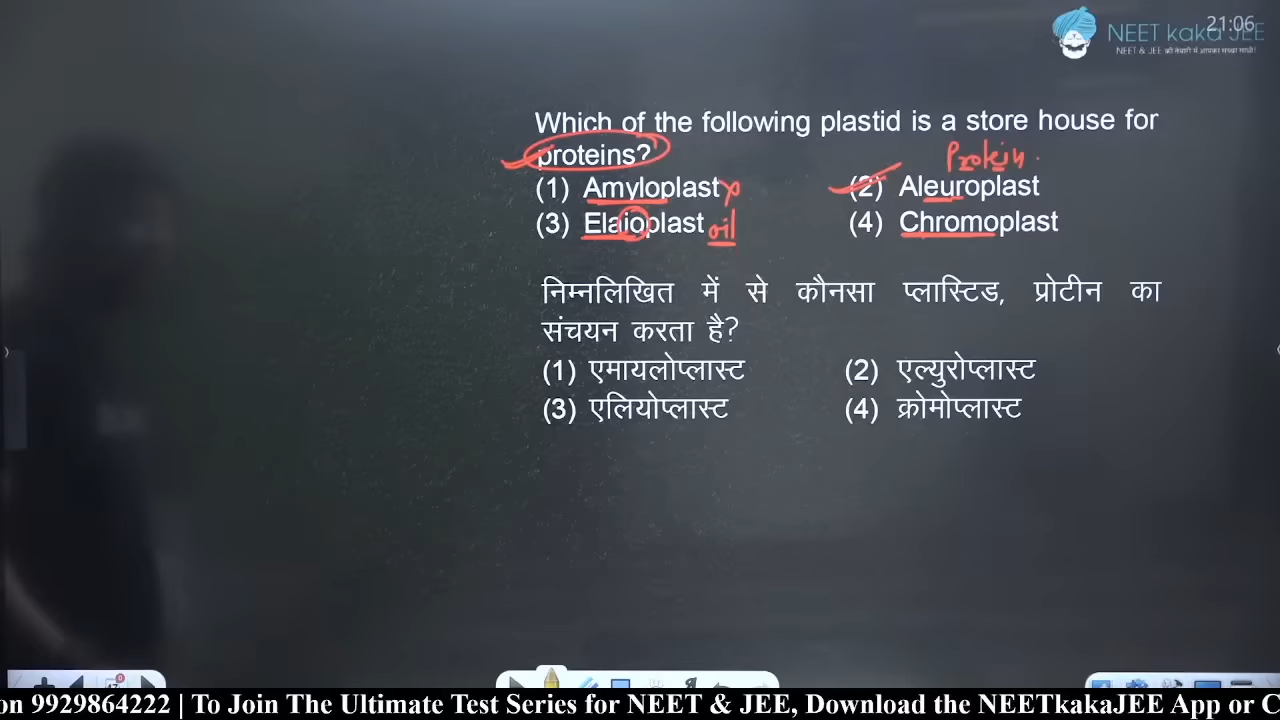 21:06
NEET kaka JEE
NEET & JEE की तैयारी में आपका सच्चा साथी!
Which of the following plastid is a store house for
proteins?
Protein.
(1) Amyloplast (2) Aleuroplast
(3) Elaioplast oil (4) Chromoplast
निम्नलिखित में से कौनसा प्लास्टिड, प्रोटीन का
संचयन करता है?
(1) एमायलोप्लास्ट (2) एल्युरोप्लास्ट
(3) एलियोप्लास्ट (4) क्रोमोप्लास्ट
on 9929864222 | To Join The Ultimate Test Series for NEET & JEE, Download the NEETkakaJEE App or C